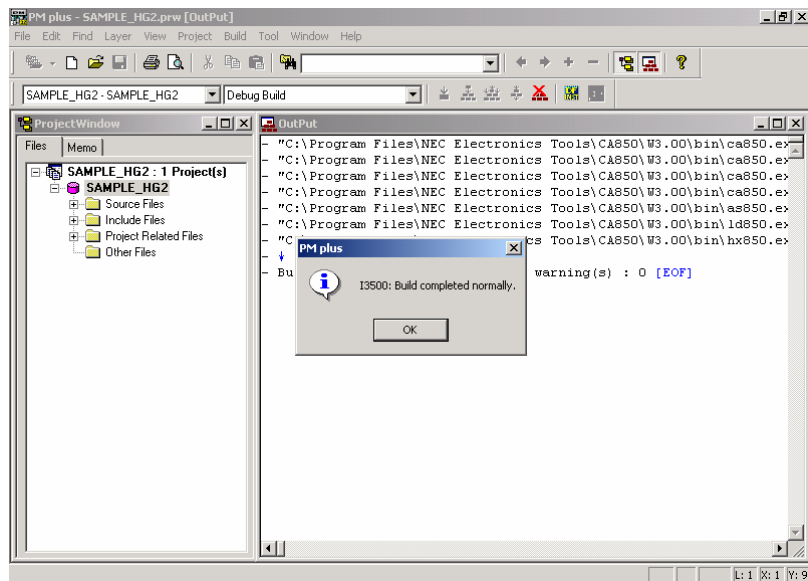 PM plus - SAMPLE_HG2.prw [OutPut]
File Edit Find Layer View Project Build Tool Window Help
SAMPLE_HG2 - SAMPLE_HG2 Debug Build
ProjectWindow
Files Memo
SAMPLE_HG2 : 1 Project(s)
SAMPLE_HG2
Source Files
Include Files
Project Related Files
Other Files
OutPut
- "C:\Program Files\NEC Electronics Tools\CA850\W3.00\bin\ca850.ex
- "C:\Program Files\NEC Electronics Tools\CA850\W3.00\bin\ca850.ex
- "C:\Program Files\NEC Electronics Tools\CA850\W3.00\bin\ca850.ex
- "C:\Program Files\NEC Electronics Tools\CA850\W3.00\bin\ca850.ex
- "C:\Program Files\NEC Electronics Tools\CA850\W3.00\bin\as850.ex
- "C:\Program Files\NEC Electronics Tools\CA850\W3.00\bin\ld850.ex
- "C cs Tools\CA850\W3.00\bin\hx850.ex
- ↓
- Bu warning(s) : 0 [EOF]
PM plus
I3500: Build completed normally.
OK
L: 1 X: 1 Y: 9